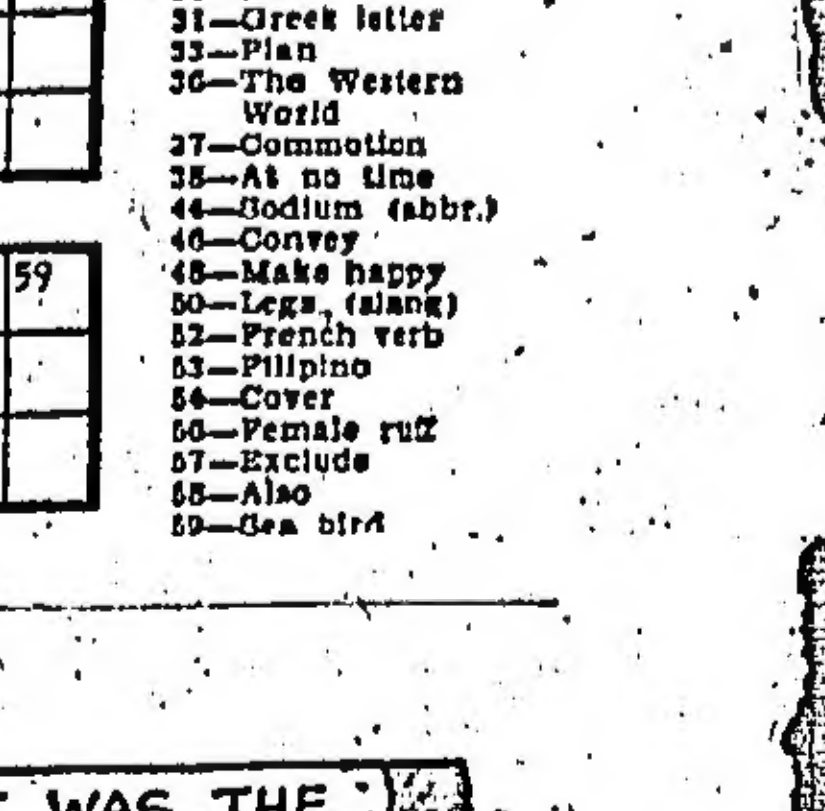 31—Greek letter
33—Plan
36—The Western
World
37—Commotion
38—At no time
44—Sodium (abbr.)
46—Convey
48—Make happy
59
50—Legs, (slang)
52—French verb
53—Filipino
54—Cover
56—Female ruff
57—Exclude
58—Also
59—Sea bird
WAS THE